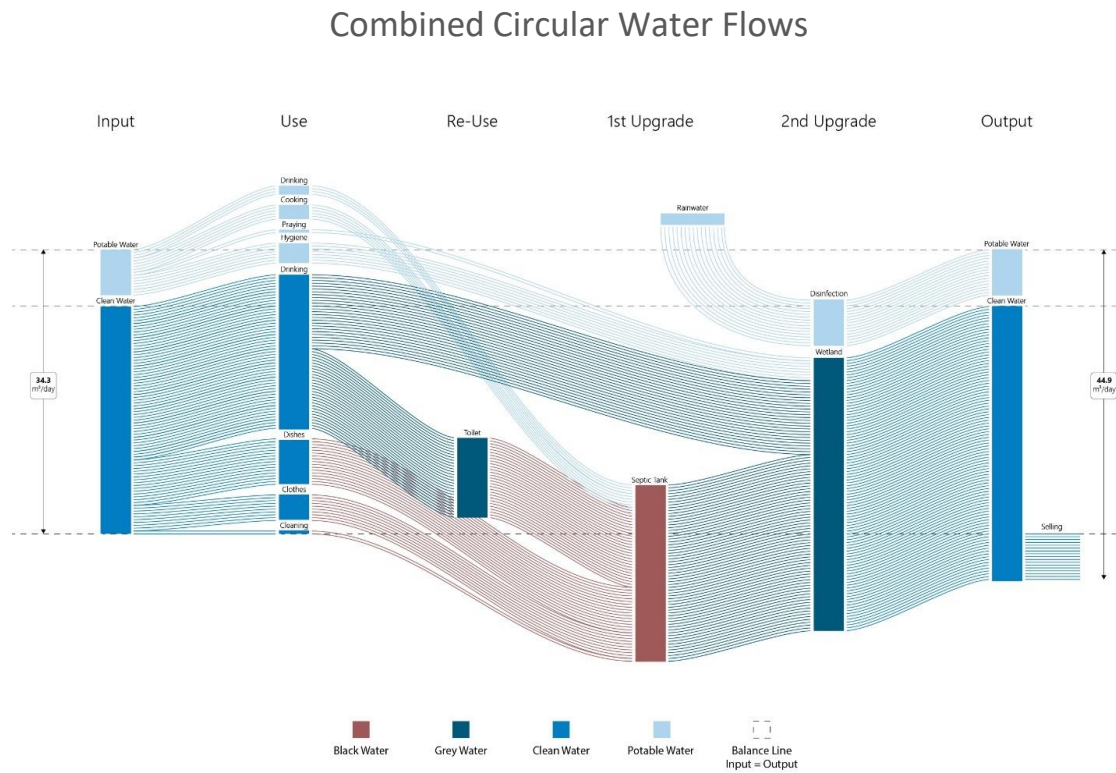 Combined Circular Water Flows
Input
Use
Re-Use
1st Upgrade
2nd Upgrade
Output
Drinking
Cooking
Praying
Hygiene
Drinking
Dishes
Clothes
Cleaning
Potable Water
Clean Water
34.3
m³/day
Toilet
Septic Tank
Rainwater
Disinfection
Wetland
Potable Water
Clean Water
44.9
m³/day
Selling
Black Water
Grey Water
Clean Water
Potable Water
Balance Line
Input = Output